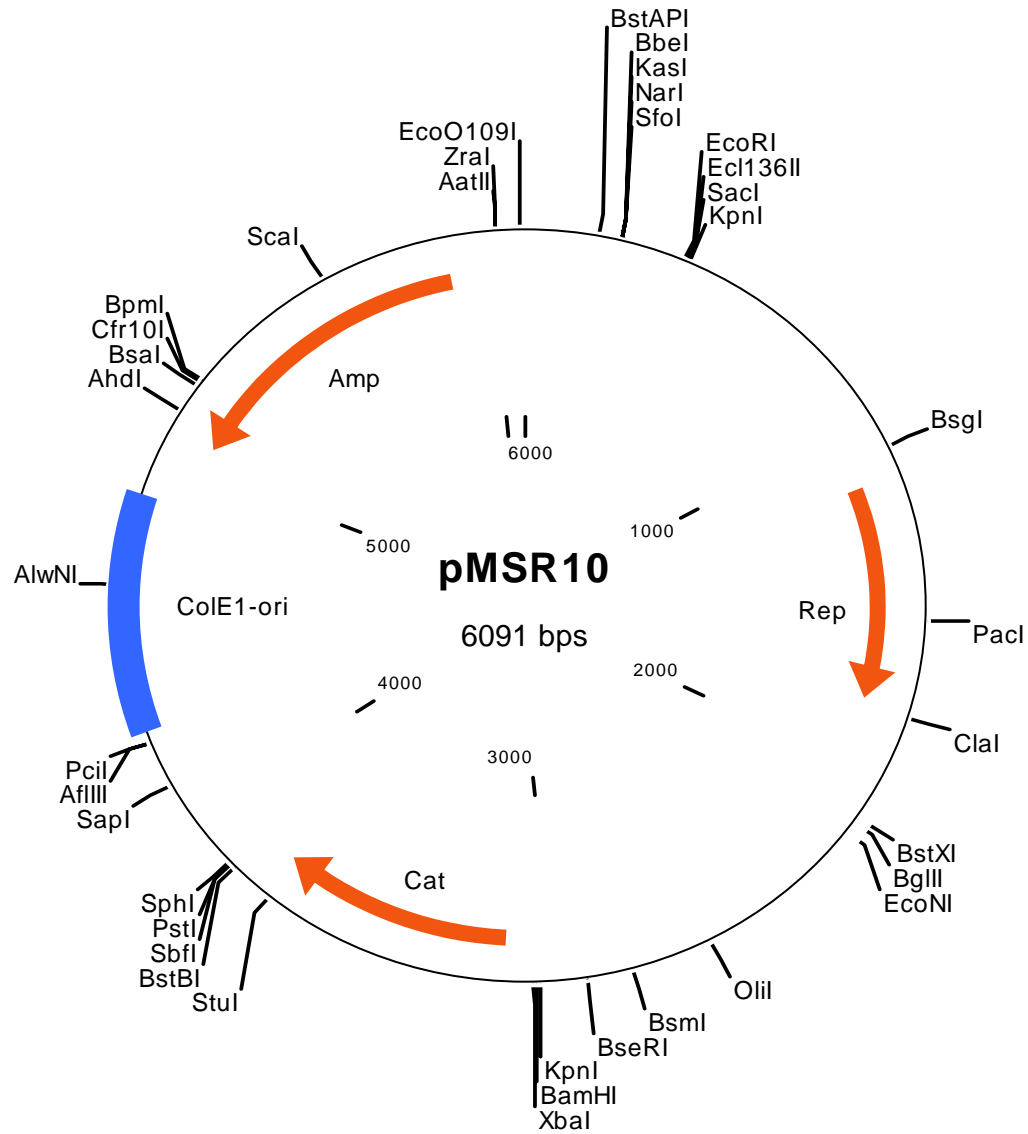 BstAPI
BbeI
KasI
NarI
SfoI
EcoO109I
ZraI
AatII
EcoRI
Ecl136II
SacI
KpnI
ScaI
BpmI
Cfr10I
BsaI
AhdI
Amp
BsgI
6000
1000
5000
pMSR10
6091 bps
AlwNI
ColE1-ori
Rep
PacI
2000
4000
ClaI
3000
PciI
AflIII
SapI
BstXI
BglII
EcoNI
Cat
SphI
PstI
SbfI
BstBI
StuI
OliI
BsmI
BseRI
KpnI
BamHI
XbaI